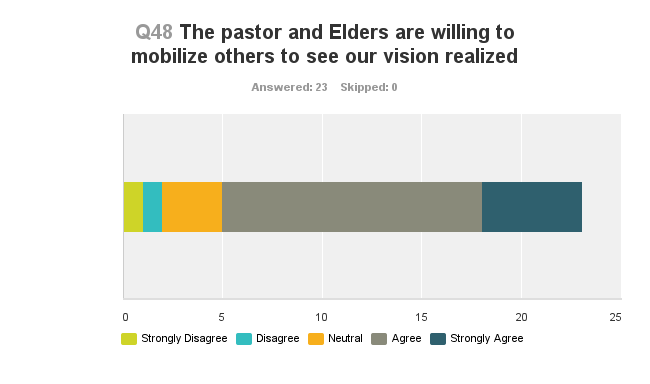 Q48 The pastor and Elders are willing to
mobilize others to see our vision realized
Answered: 23 Skipped: 0
0 5 10 15 20 25
Strongly Disagree Disagree Neutral Agree Strongly Agree